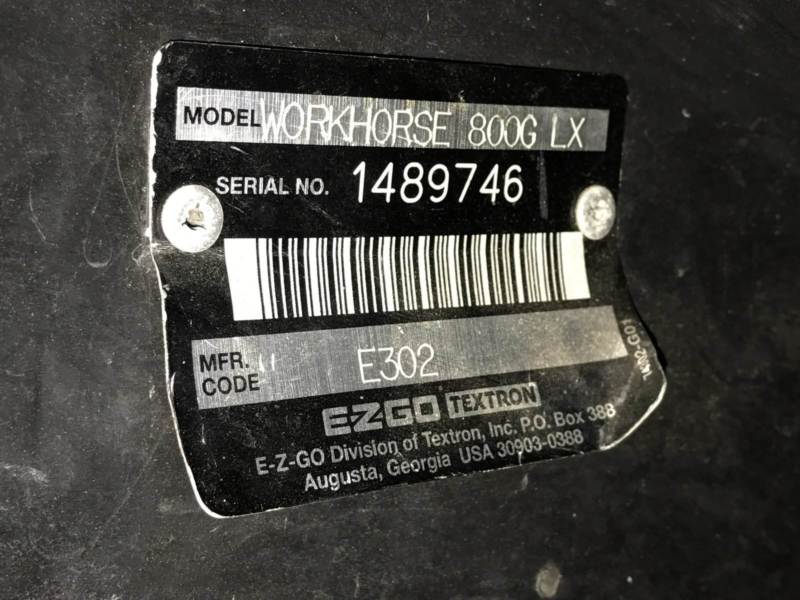 MODEL WORKHORSE 800G LX
SERIAL NO. 1489746
MFR. CODE E302
E-Z-GO TEXTRON
E-Z-GO Division of Textron, Inc. P.O. Box 388
Augusta, Georgia USA 30903-0388